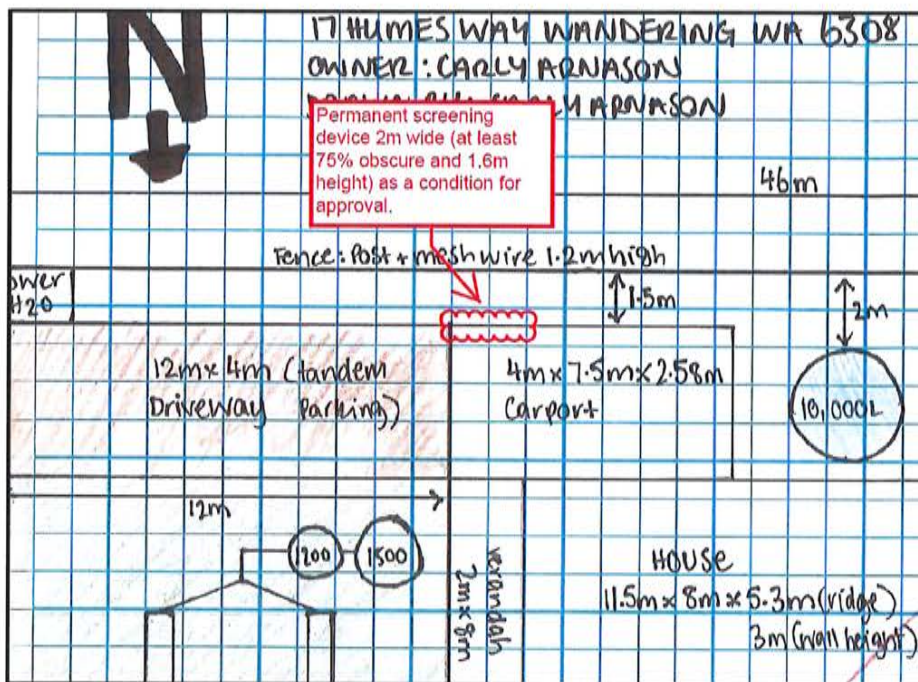 N
17 HUMES WAY WANDERING WA 6308
OWNER : CARLY ARNASON
ARNASON
Permanent screening
device 2m wide (at least
75% obscure and 1.6m
height) as a condition for
approval.
46m
Fence: Post + mesh wire 1.2m high
ower
H20
1.5m
2m
12m x 4m (tandem
Driveway Parking)
4m x 7.5m x 2.58m
Carport
10,000L
12m
1200
1500
verandah
2m x 8m
HOUSE
11.5m x 8m x 5.3m (ridge)
3m (wall height)